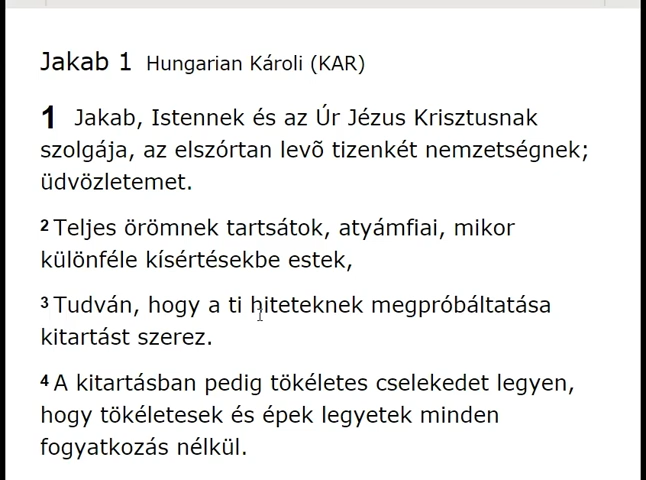 Jakab 1 Hungarian Károli (KAR)
1 Jakab, Istennek és az Úr Jézus Krisztusnak
szolgája, az elszórtan levõ tizenkét nemzetségnek;
üdvözletemet.
2 Teljes örömnek tartsátok, atyámfiai, mikor
különféle kísértésekbe estek,
3 Tudván, hogy a ti hiteteknek megpróbáltatása
kitartást szerez.
4 A kitartásban pedig tökéletes cselekedet legyen,
hogy tökéletesek és épek legyetek minden
fogyatkozás nélkül.